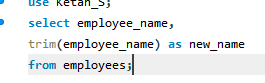 use Ketan_S;
select employee_name,
trim(employee_name) as new_name
from employees;